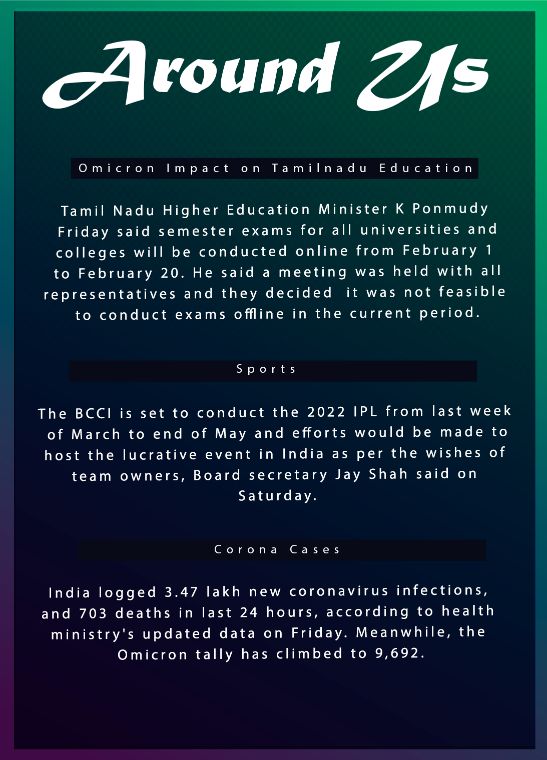 Around Us
Omicron Impact on Tamilnadu Education
Tamil Nadu Higher Education Minister K Ponmudy
Friday said semester exams for all universities and
colleges will be conducted online from February 1
to February 20. He said a meeting was held with all
representatives and they decided it was not feasible
to conduct exams offline in the current period.
Sports
The BCCI is set to conduct the 2022 IPL from last week
of March to end of May and efforts would be made to
host the lucrative event in India as per the wishes of
team owners, Board secretary Jay Shah said on
Saturday.
Corona Cases
India logged 3.47 lakh new coronavirus infections,
and 703 deaths in last 24 hours, according to health
ministry's updated data on Friday. Meanwhile, the
Omicron tally has climbed to 9,692.